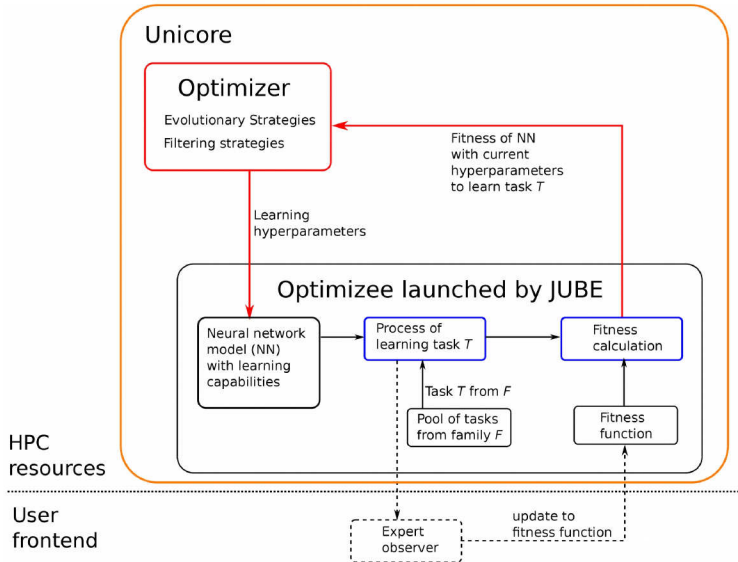 Unicore
Optimizer
Evolutionary Strategies
Filtering strategies
Fitness of NN
with current
hyperparameters
to learn task T
Learning
hyperparameters
Optimizee launched by JUBE
Neural network
model (NN)
with learning
capabilities
Process of
learning task T
Fitness
calculation
Task T from F
Pool of tasks
from family F
Fitness
function
HPC
resources
User
frontend
Expert
observer
update to
fitness function